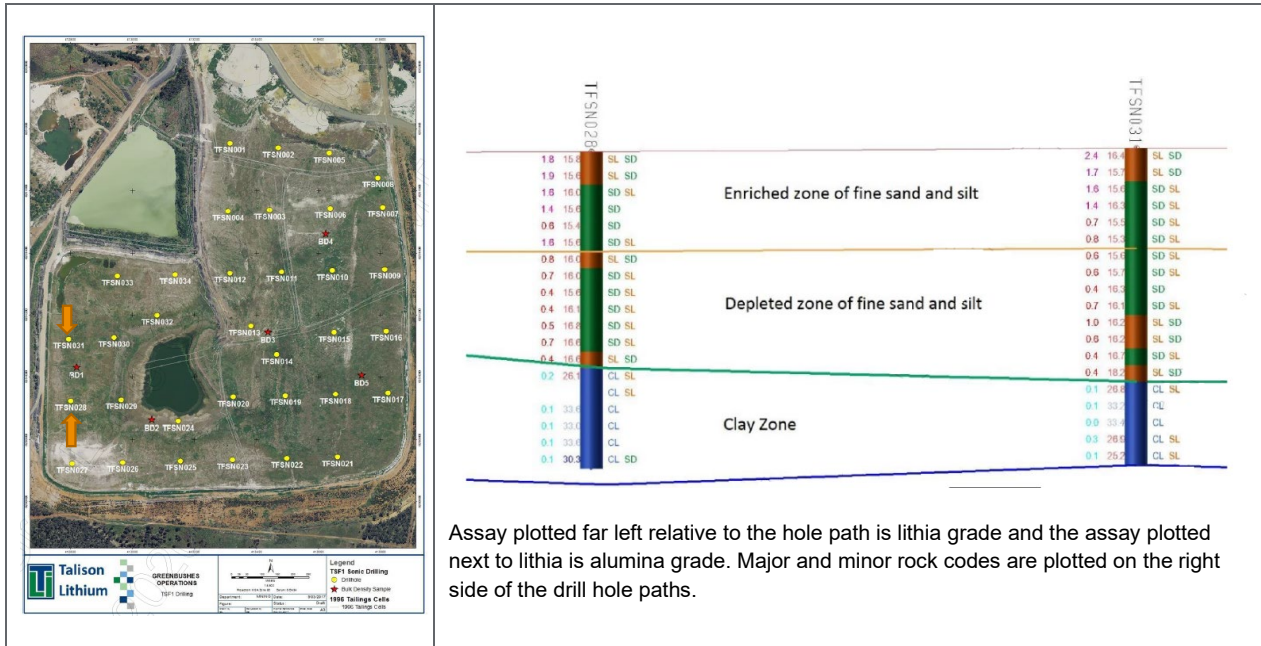 TFSN001
TFSN002
TFSN005
TFSN008
TFSN004
TFSN003
TFSN006
TFSN007
BD4
TFSN033
TFSN034
TFSN012
TFSN011
TFSN010
TFSN009
TFSN032
TFSN031
TFSN030
TFSN013
BD3
TFSN015
TFSN016
TFSN014
BD1
BD5
TFSN028
TFSN029
TFSN020
TFSN019
TFSN018
TFSN017
BD2
TFSN024
TFSN027
TFSN026
TFSN025
TFSN023
TFSN022
TFSN021
Talison
Lithium
GREENBUSHES
OPERATIONS
TSF1 Drilling
Legend
TSF1 Sonic Drilling
Drillhole
Bulk Density Sample
1996 Tailings Cells
1996 Tailings Cells
TFSN028
TFSN031
1.8 15.8 SL SD
1.9 15.6 SL SD
1.6 16.0 SD SL
1.4 15.6 SD
0.6 15.4 SD
1.6 15.6 SD SL
0.8 16.0 SL SD
0.7 16.0 SD SL
0.4 15.6 SD SL
0.4 16.1 SD SL
0.5 16.8 SD SL
0.7 16.6 SD SL
0.4 16.6 SL SD
0.2 26.1 CL SL
CL SL
0.1 33.6 CL
0.1 33.0 CL
0.1 33.6 CL
0.1 30.3 CL SD
Enriched zone of fine sand and silt
Depleted zone of fine sand and silt
Clay Zone
2.4 16.4 SL SD
1.7 15.7 SL SD
1.6 15.6 SD SL
1.4 16.3 SD SL
0.7 15.5 SD SL
0.8 15.3 SD SL
0.6 15.6 SD SL
0.6 15.7 SD SL
0.4 16.3 SD
0.7 16.1 SD SL
1.0 16.2 SL SD
0.6 16.2 SL SD
0.4 16.7 SD SL
0.4 18.2 SL SD
0.1 26.8 CL SL
0.1 33.2 CL
0.0 33.4 CL
0.3 26.9 CL SL
0.1 25.2 CL SL
Assay plotted far left relative to the hole path is lithia grade and the assay plotted
next to lithia is alumina grade. Major and minor rock codes are plotted on the right
side of the drill hole paths.